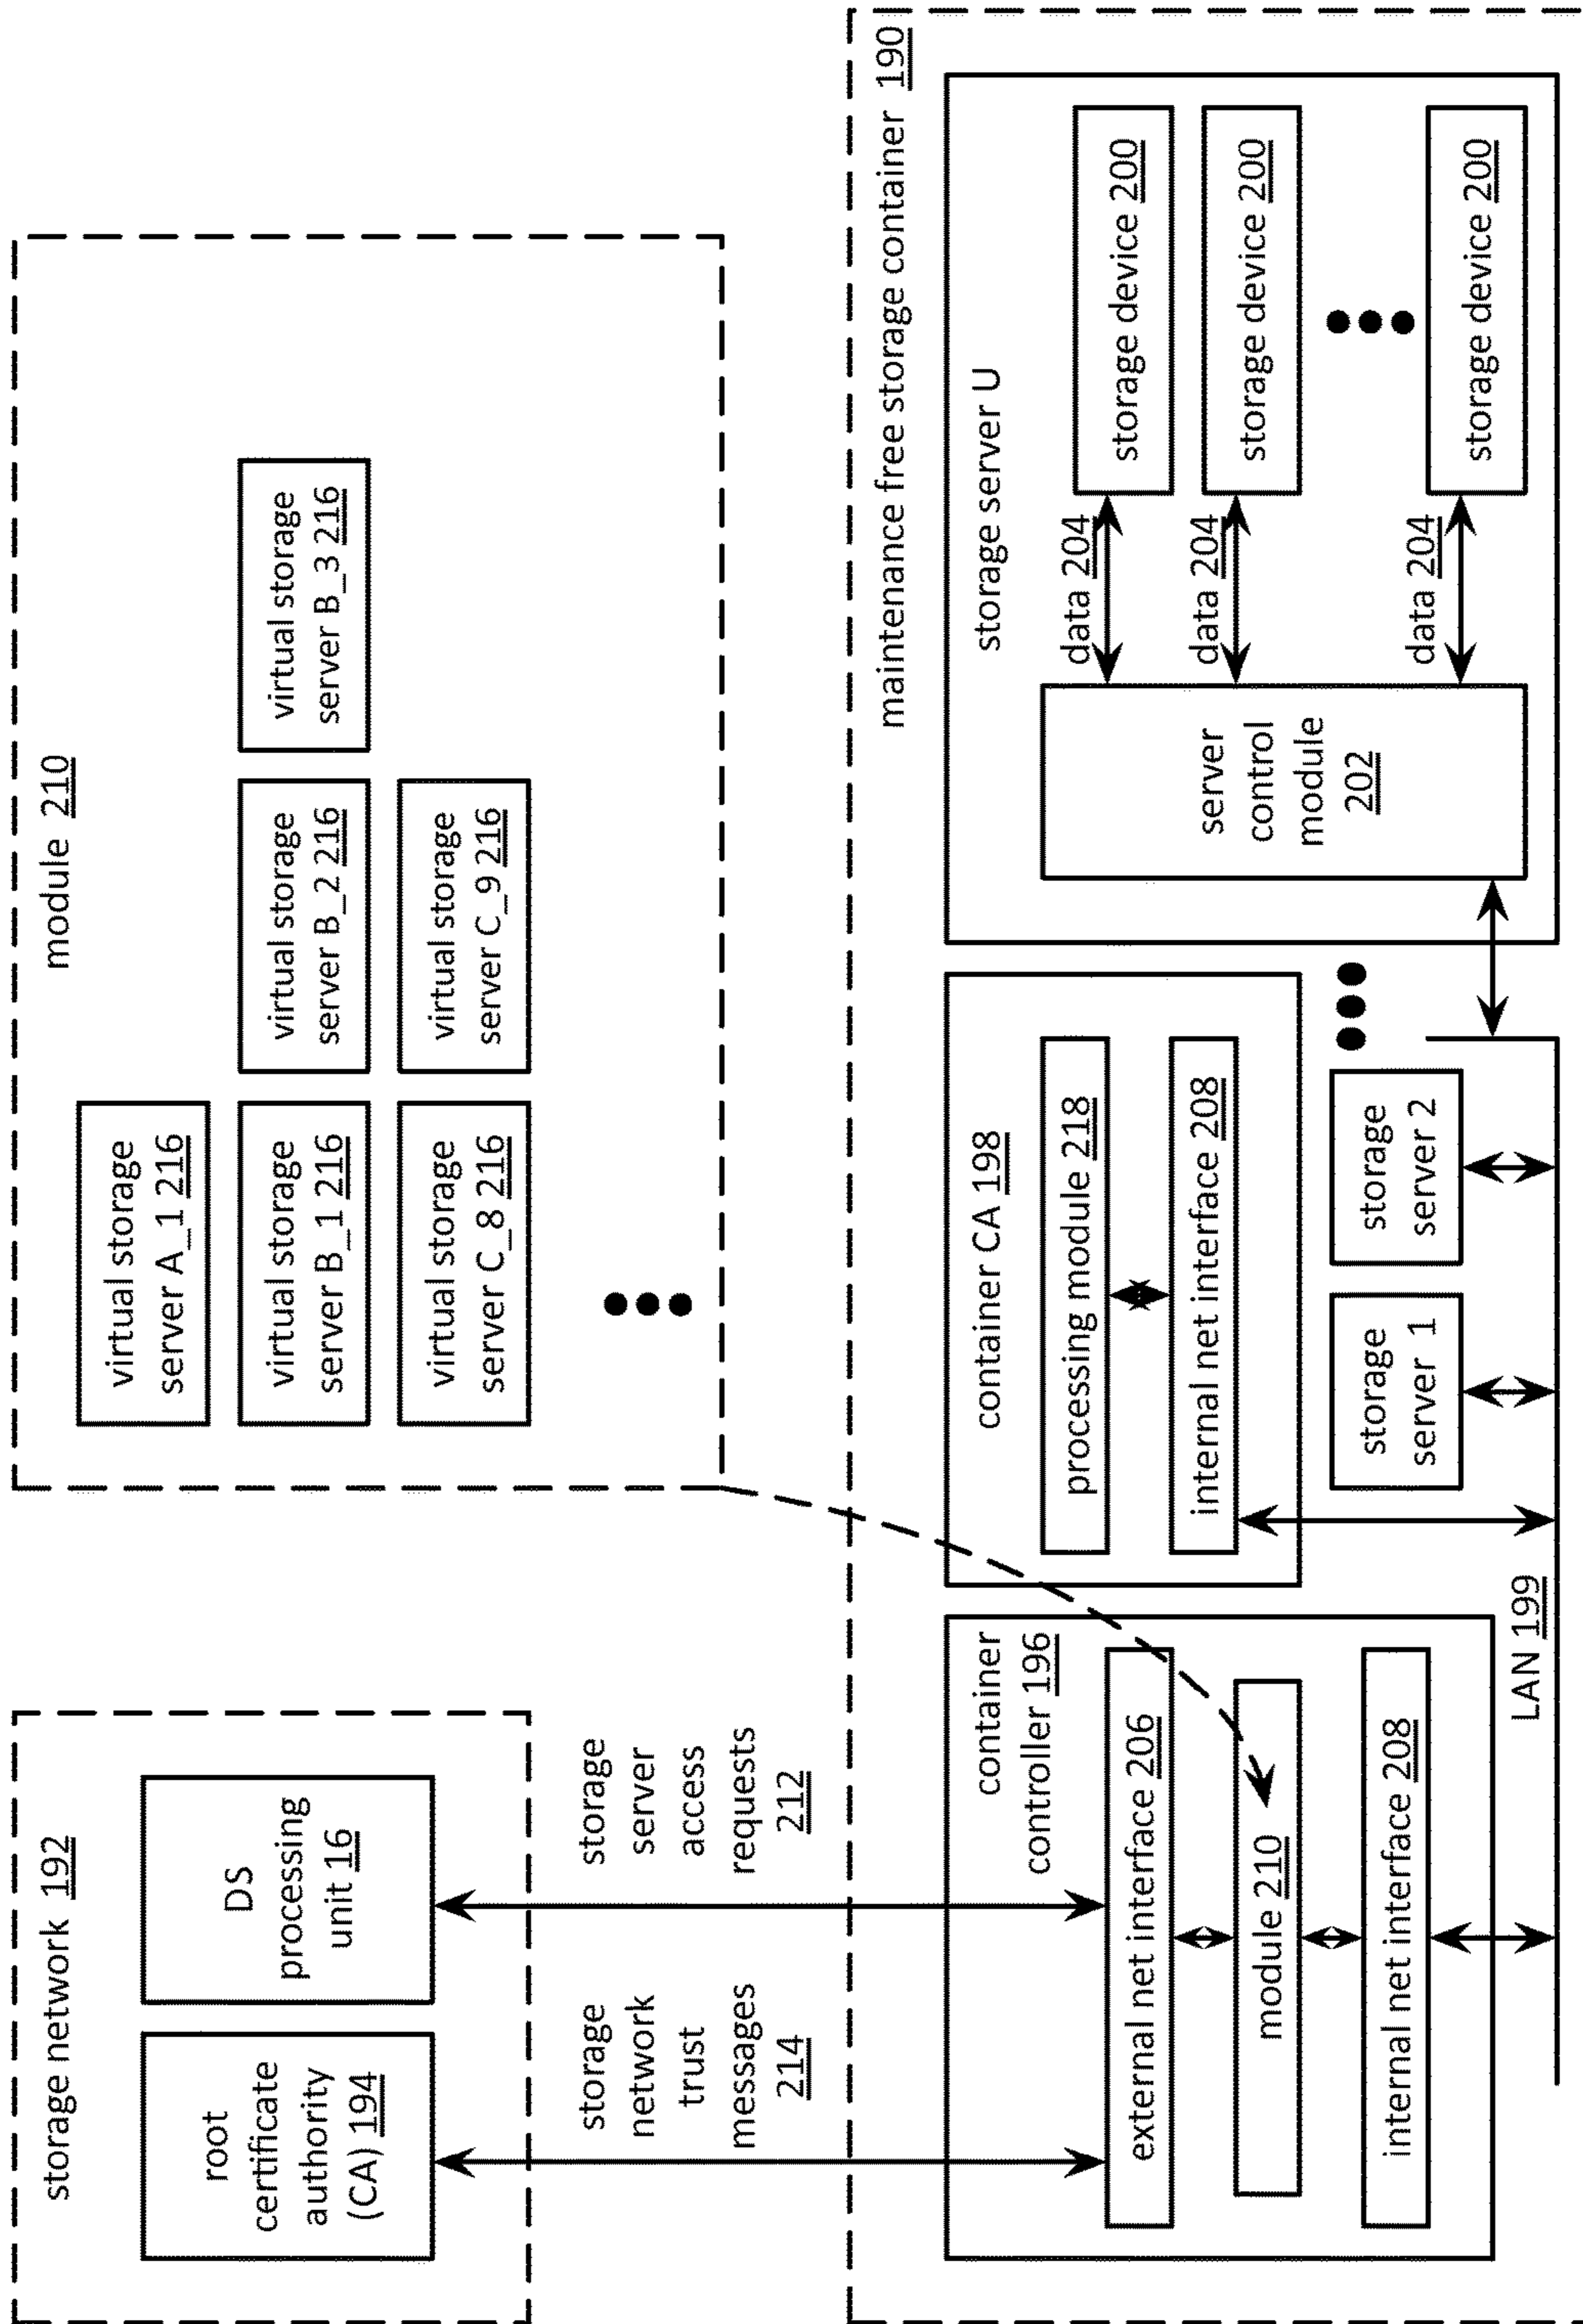 storage network 192
root
certificate
authority
(CA) 194
DS
processing
unit 16
module 210
virtual storage
server A_1 216
virtual storage
server B_1 216
virtual storage
server B_2 216
virtual storage
server B_3 216
virtual storage
server C_8 216
virtual storage
server C_9 216
storage
network
trust
messages
214
storage
server
access
requests
212
maintenance free storage container 190
container
controller 196
external net interface 206
module 210
internal net interface 208
container CA 198
processing module 218
internal net interface 208
storage
server 1
storage
server 2
LAN 199
storage server U
server
control
module
202
data 204
storage device 200
data 204
storage device 200
data 204
storage device 200